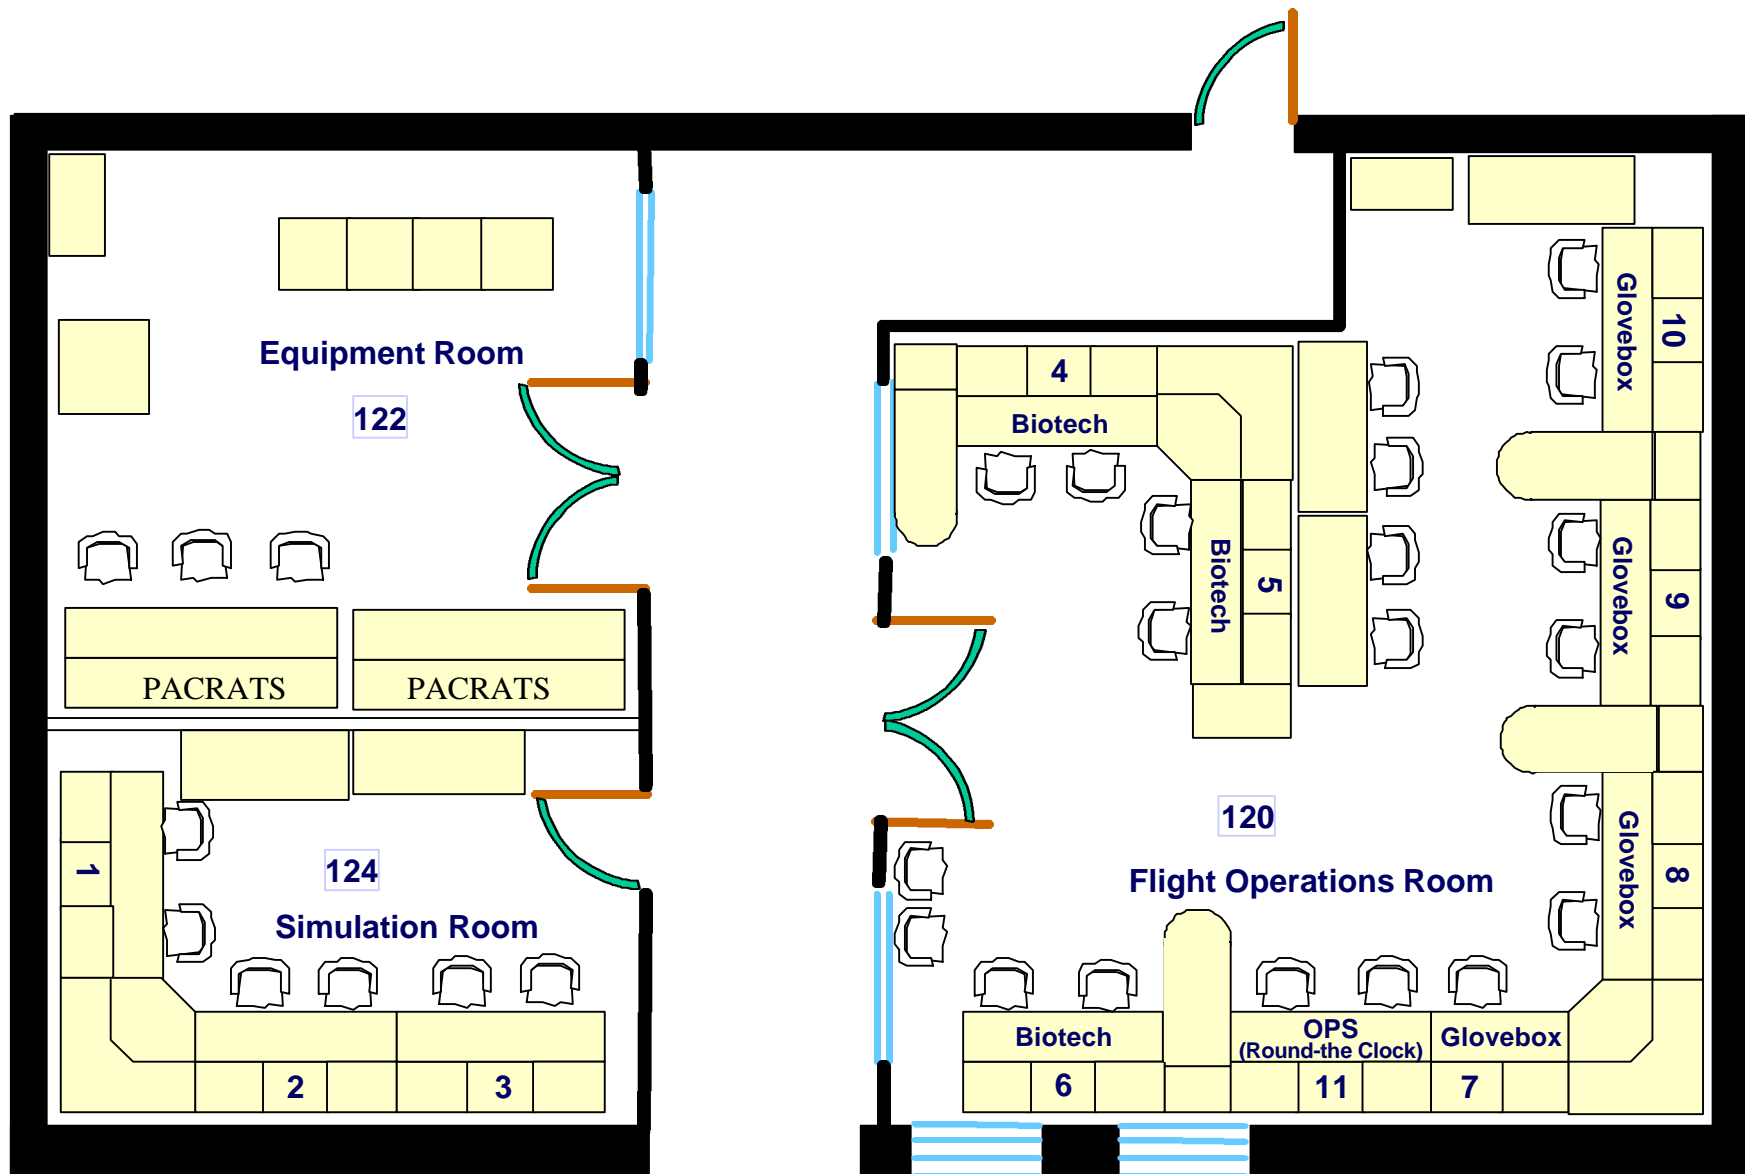 Equipment Room
122
PACRATS
PACRATS
1
124
Simulation Room
2
3
4
Biotech
Biotech
5
Glovebox
10
Glovebox
9
120
Flight Operations Room
Glovebox
8
Biotech
6
OPS
(Round-the Clock)
11
Glovebox
7